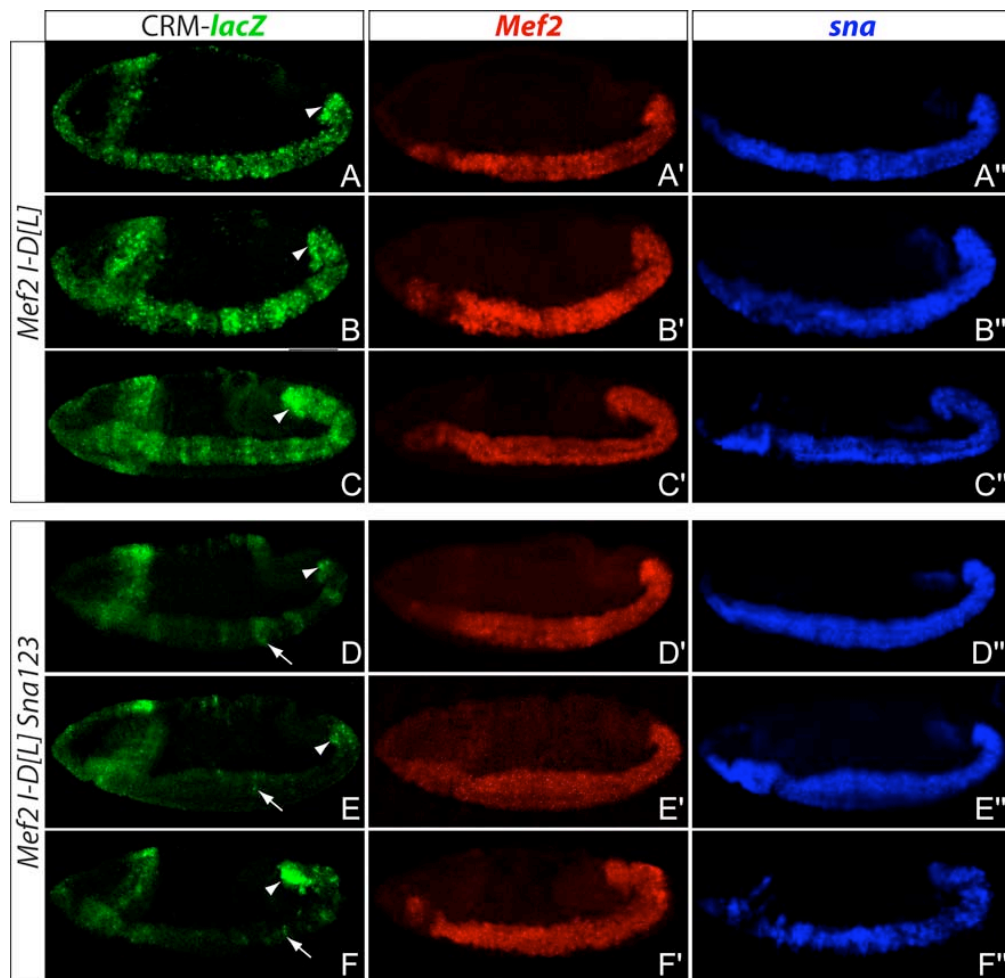 CRM-lacZ Mef2 sna
Mef2 I-D[L]
A A' A"
B B' B"
C C' C"
Mef2 I-D[L] Sna123
D D' D"
E E' E"
F F' F"